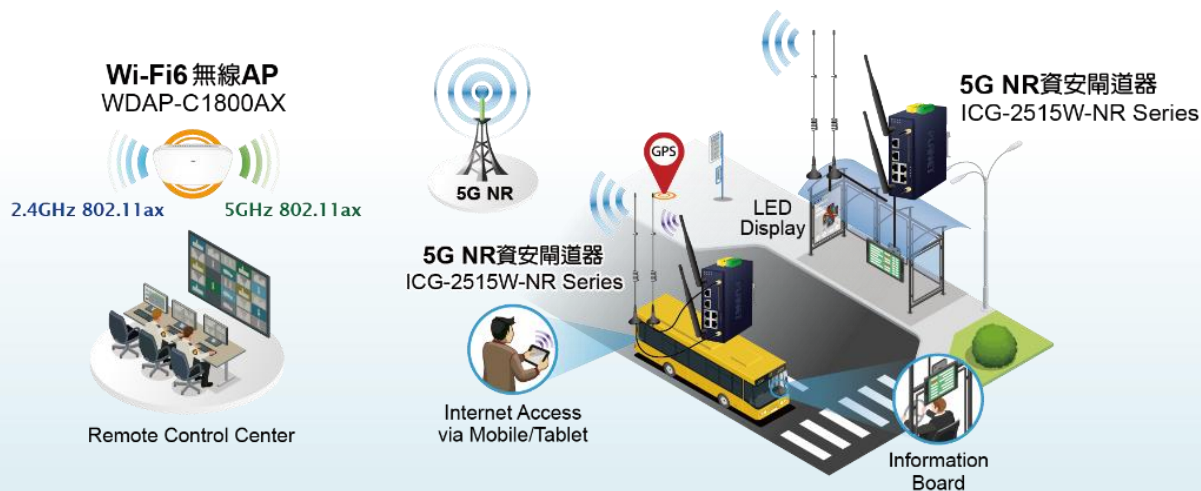 Wi-Fi6 無線AP
WDAP-C1800AX
2.4GHz 802.11ax
5GHz 802.11ax
Remote Control Center
5G NR
GPS
5G NR資安閘道器
ICG-2515W-NR Series
Internet Access
via Mobile/Tablet
LED
Display
5G NR資安閘道器
ICG-2515W-NR Series
PLANET
PLANET
Information
Board